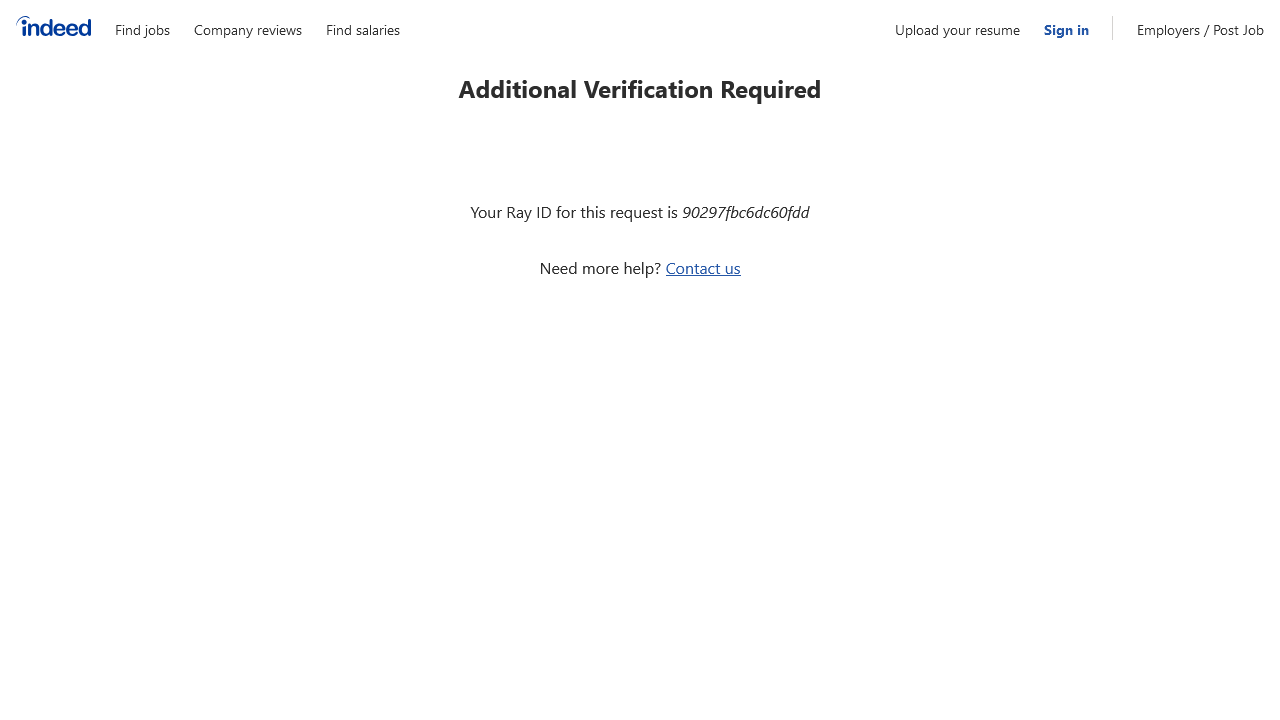 indeed Find jobs Company reviews Find salaries Upload your resume Sign in Employers / Post Job
Additional Verification Required
Your Ray ID for this request is 90297fbc6dc60fdd
Need more help? Contact us